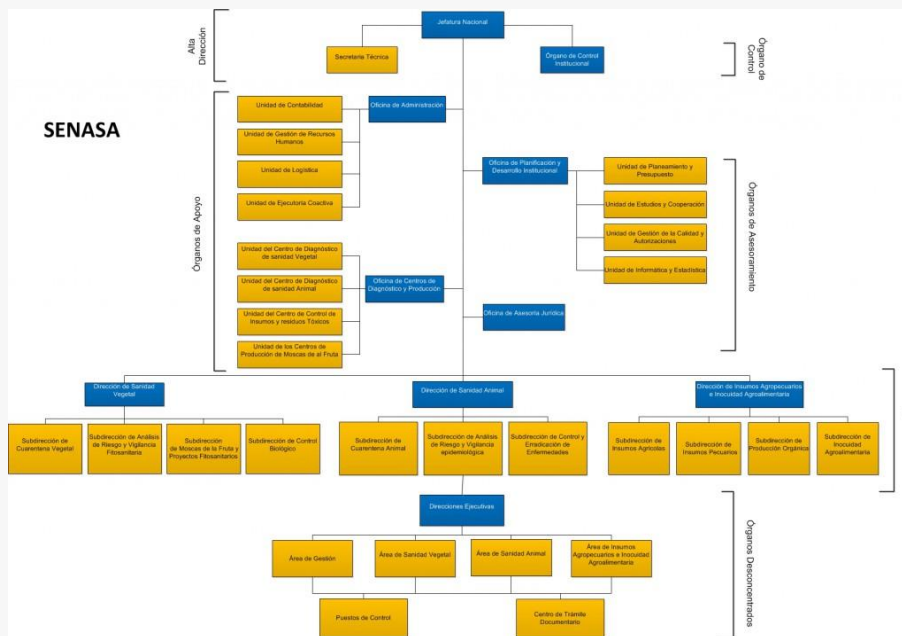 Jefatura Nacional
Alta
Dirección
Secretaría Técnica
Órgano de Control
Institucional
Órgano de
Control
SENASA
Órganos de Apoyo
Unidad de Contabilidad
Oficina de Administración
Unidad de Gestión de Recursos
Humanos
Unidad de Logística
Unidad de Ejecutoría Coactiva
Oficina de Planificación y
Desarrollo Institucional
Unidad de Planeamiento y
Presupuesto
Unidad de Estudios y Cooperación
Unidad de Gestión de la Calidad y
Autorizaciones
Unidad de Informática y Estadística
Órganos de Asesoramiento
Unidad del Centro de Diagnóstico
de sanidad Vegetal
Unidad del Centro de Diagnóstico
de sanidad Animal
Unidad del Centro de Control de
Insumos y residuos Tóxicos
Unidad de los Centros de
Producción de Moscas de el Fruta
Oficina de Centros de
Diagnóstico y Producción
Oficina de Asesoría Jurídica
Dirección de Sanidad
Vegetal
Dirección de Sanidad Animal
Dirección de Insumos Agropecuarios
e Inocuidad Agroalimentaria
Subdirección de
Cuarentena Vegetal
Subdirección de Análisis
de Riesgo y Vigilancia
Fitosanitaria
Subdirección
de Moscas de la Fruta y
Proyectos Fitosanitarios
Subdirección de Control
Biológico
Subdirección de
Cuarentena Animal
Subdirección de Análisis
de Riesgo y Vigilancia
epidemiológica
Subdirección de Control y
Erradicación de
Enfermedades
Subdirección de
Insumos Agrícolas
Subdirección de
Insumos Pecuarios
Subdirección de
Producción Orgánica
Subdirección de
Inocuidad
Agroalimentaria
Direcciones Ejecutivas
Área de Gestión
Área de Sanidad Vegetal
Área de Sanidad Animal
Área de Insumos
Agropecuarios e Inocuidad
Agroalimentaria
Puestos de Control
Centro de Trámite
Documentario
Órganos Desconcentrados